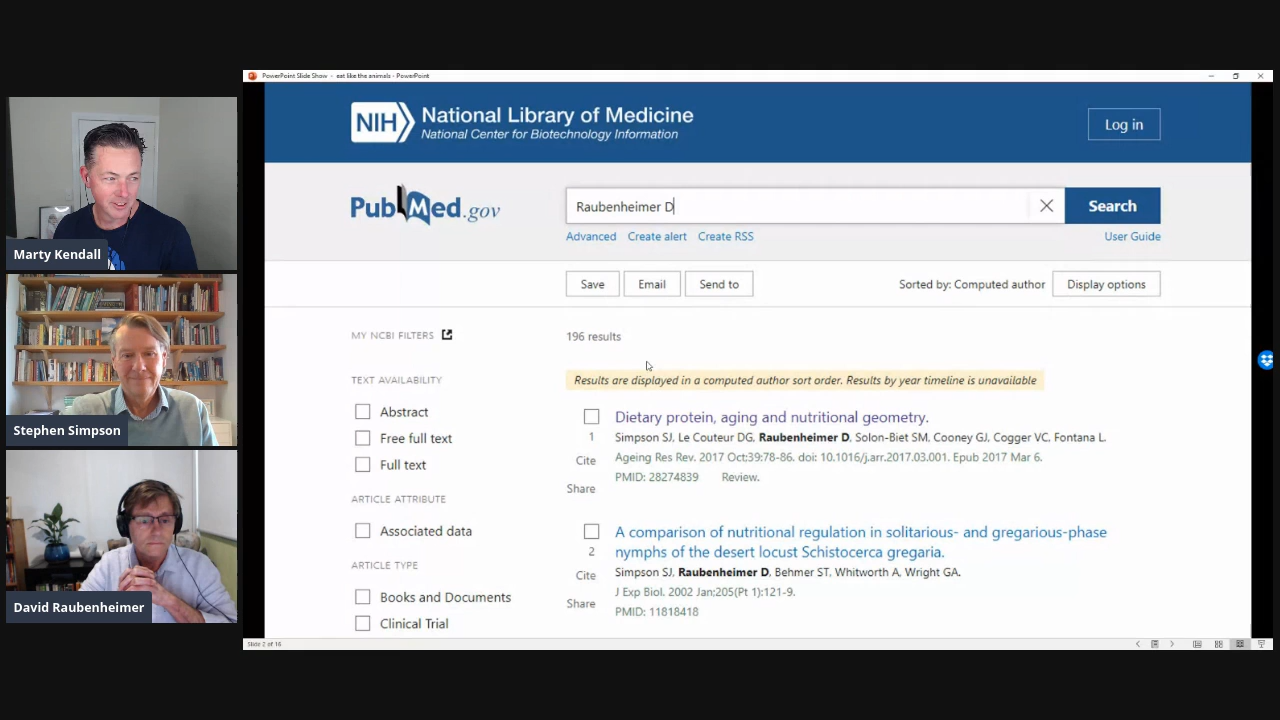 PowerPoint Slide Show - eat like the animals - PowerPoint
NIH
National Library of Medicine
National Center for Biotechnology Information
Log in
PubMed.gov
Raubenheimer D
Search
Advanced
Create alert
Create RSS
User Guide
Save
Email
Send to
Sorted by: Computed author
Display options
MY NCBI FILTERS
196 results
Results are displayed in a computed author sort order. Results by year timeline is unavailable
TEXT AVAILABILITY
Abstract
Free full text
Full text
ARTICLE ATTRIBUTE
Associated data
ARTICLE TYPE
Books and Documents
Clinical Trial
1
Cite
Share
Dietary protein, aging and nutritional geometry.
Simpson SJ, Le Couteur DG, Raubenheimer D, Solon-Biet SM, Cooney GJ, Cogger VC, Fontana L.
Ageing Res Rev. 2017 Oct;39:78-86. doi: 10.1016/j.arr.2017.03.001. Epub 2017 Mar 6.
PMID: 28274839 Review.
2
Cite
Share
A comparison of nutritional regulation in solitarious- and gregarious-phase
nymphs of the desert locust Schistocerca gregaria.
Simpson SJ, Raubenheimer D, Behmer ST, Whitworth A, Wright GA.
J Exp Biol. 2002 Jan;205(Pt 1):121-9.
PMID: 11818418
Slide 2 of 16
Marty Kendall
Stephen Simpson
David Raubenheimer